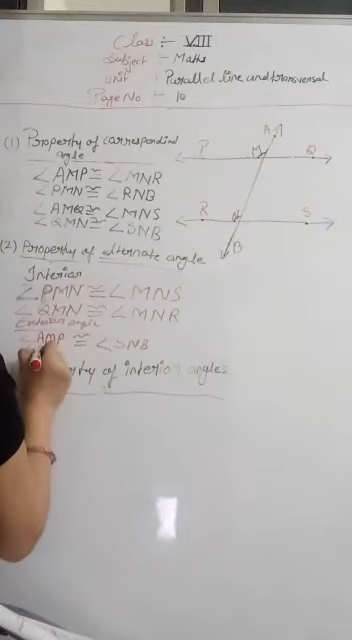 Class :- VIII
Subject - Maths
Unit : Parallel line and transversal
Page No - 10
(1) Property of correspondind
angle
∠AMP ≅ ∠MNR
∠PMN ≅ ∠RNB
∠AMQ ≅ ∠MNS
∠QMN ≅ ∠SNB
A
P
M
Q
R
N
S
B
(2) Property of alternate angle
Interior
∠PMN ≅ ∠MNS
∠QMN ≅ ∠MNR
Exterior angle
∠AMP ≅ ∠SNB
of interior angles